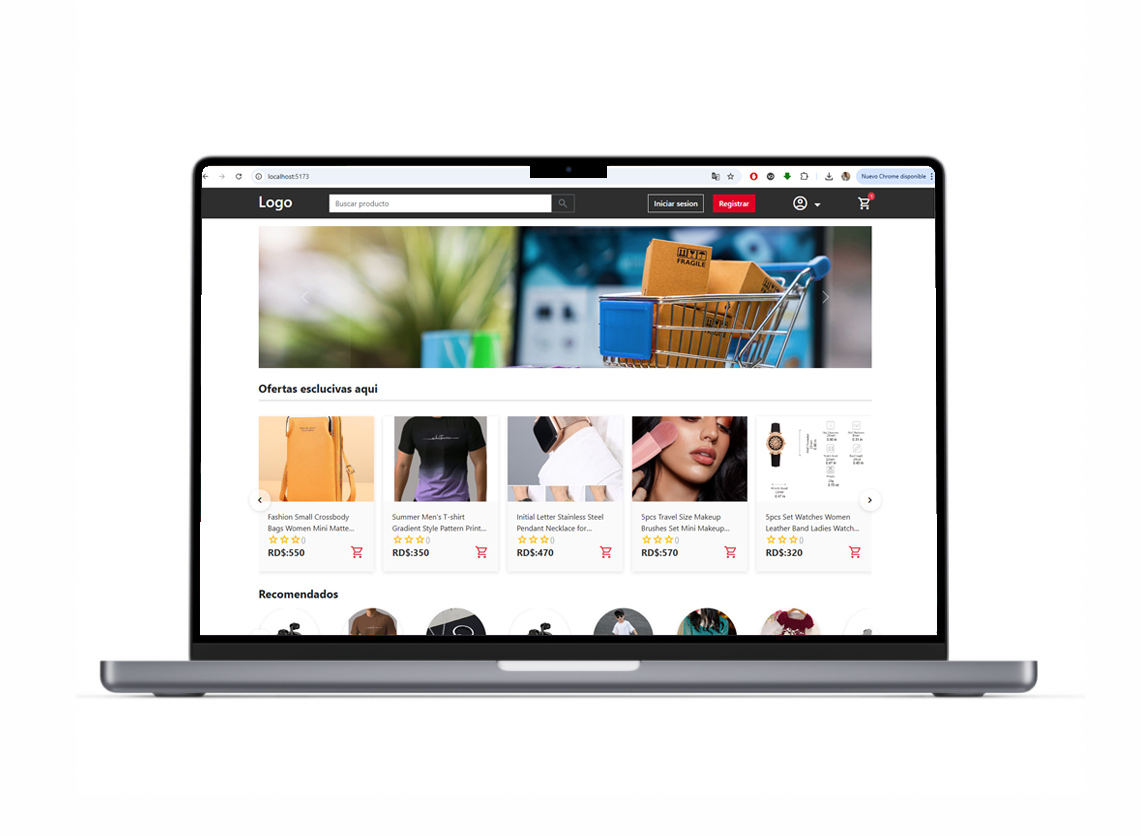 localhost:5173
Nuevo Chrome disponible
Logo
Buscar producto
Iniciar sesion
Registrar
1
FRAGILE
Ofertas esclucivas aqui
Fashion Small Crossbody
Bags Women Mini Matte...
(0)
RD$:550
Summer Men's T-shirt
Gradient Style Pattern Print...
(0)
RD$:350
Initial Letter Stainless Steel
Pendant Necklace for...
(0)
RD$:470
5pcs Travel Size Makeup
Brushes Set Mini Makeup...
(0)
RD$:570
5pcs Set Watches Women
Leather Band Ladies Watch...
(0)
RD$:320
Recomendados